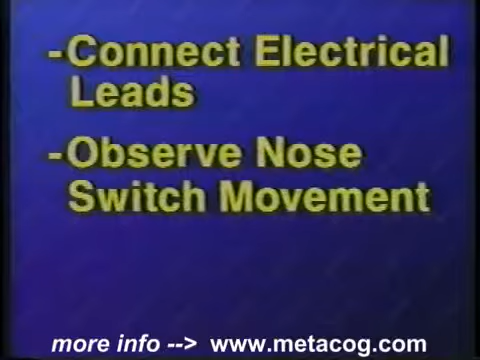 -Connect Electrical
Leads
-Observe Nose
Switch Movement
more info --> www.metacog.com